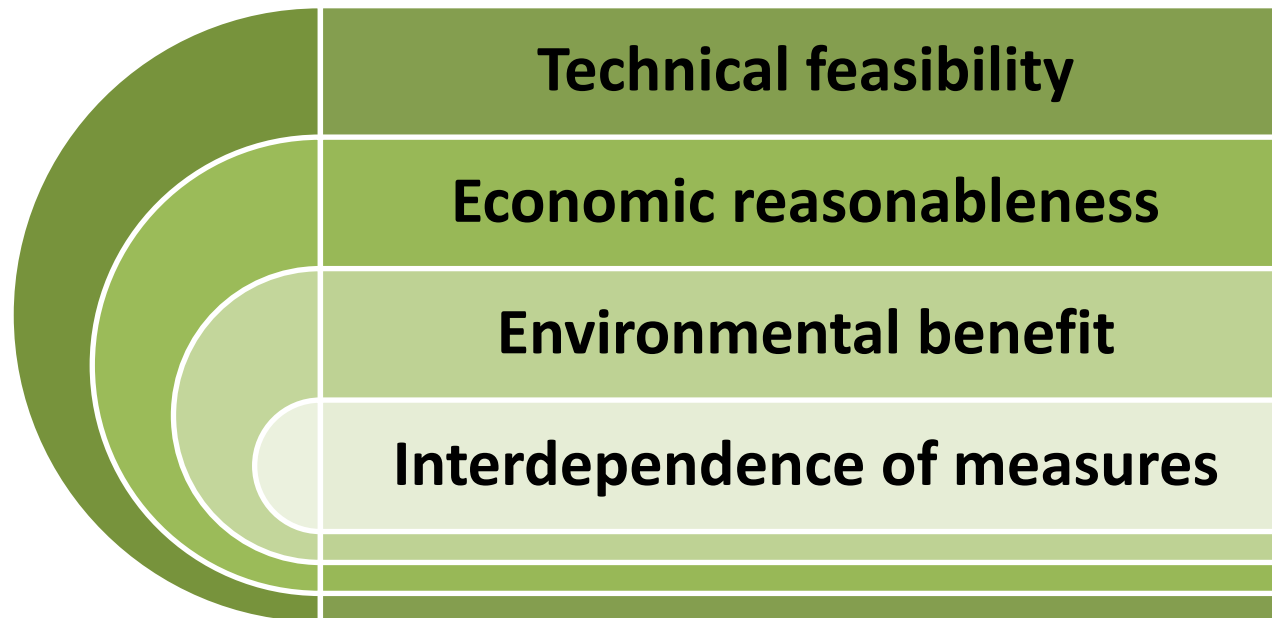 Technical feasibility
Economic reasonableness
Environmental benefit
Interdependence of measures